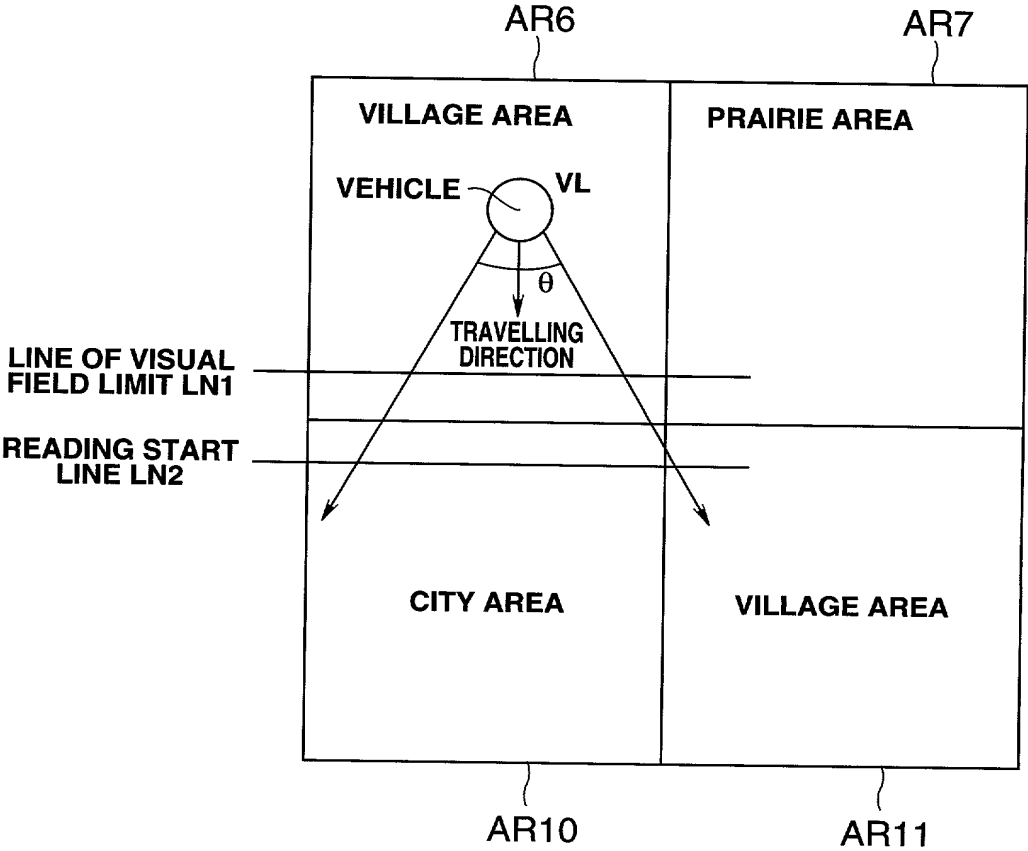 AR6
AR7
VILLAGE AREA
PRAIRIE AREA
VEHICLE
VL
θ
TRAVELLING
DIRECTION
LINE OF VISUAL
FIELD LIMIT LN1
READING START
LINE LN2
CITY AREA
VILLAGE AREA
AR10
AR11